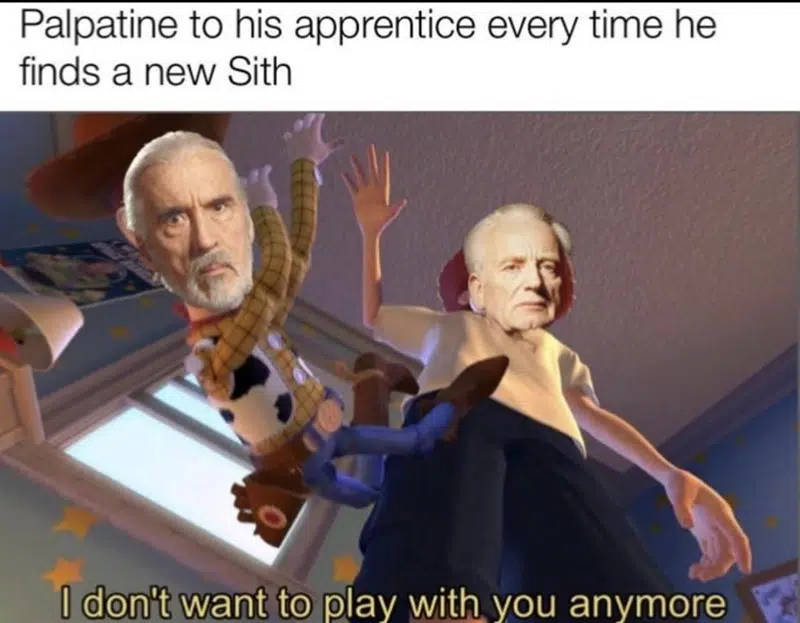 Palpatine to his apprentice every time he
finds a new Sith
I don't want to play with you anymore